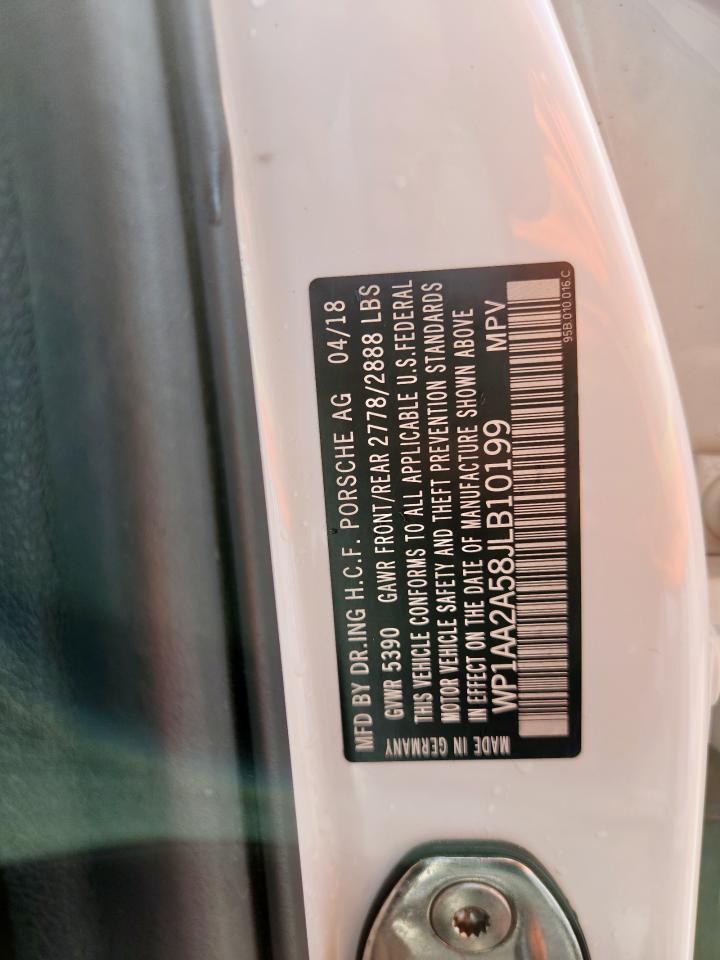 MFD BY DR.ING H.C.F. PORSCHE AG 04/18
GVWR 5390 GAWR FRONT/REAR 2778/2888 LBS
THIS VEHICLE CONFORMS TO ALL APPLICABLE U.S.FEDERAL
MOTOR VEHICLE SAFETY AND THEFT PREVENTION STANDARDS
IN EFFECT ON THE DATE OF MANUFACTURE SHOWN ABOVE
WP1AA2A58JLB10199 MPV
MADE IN GERMANY
95B.010.016.C